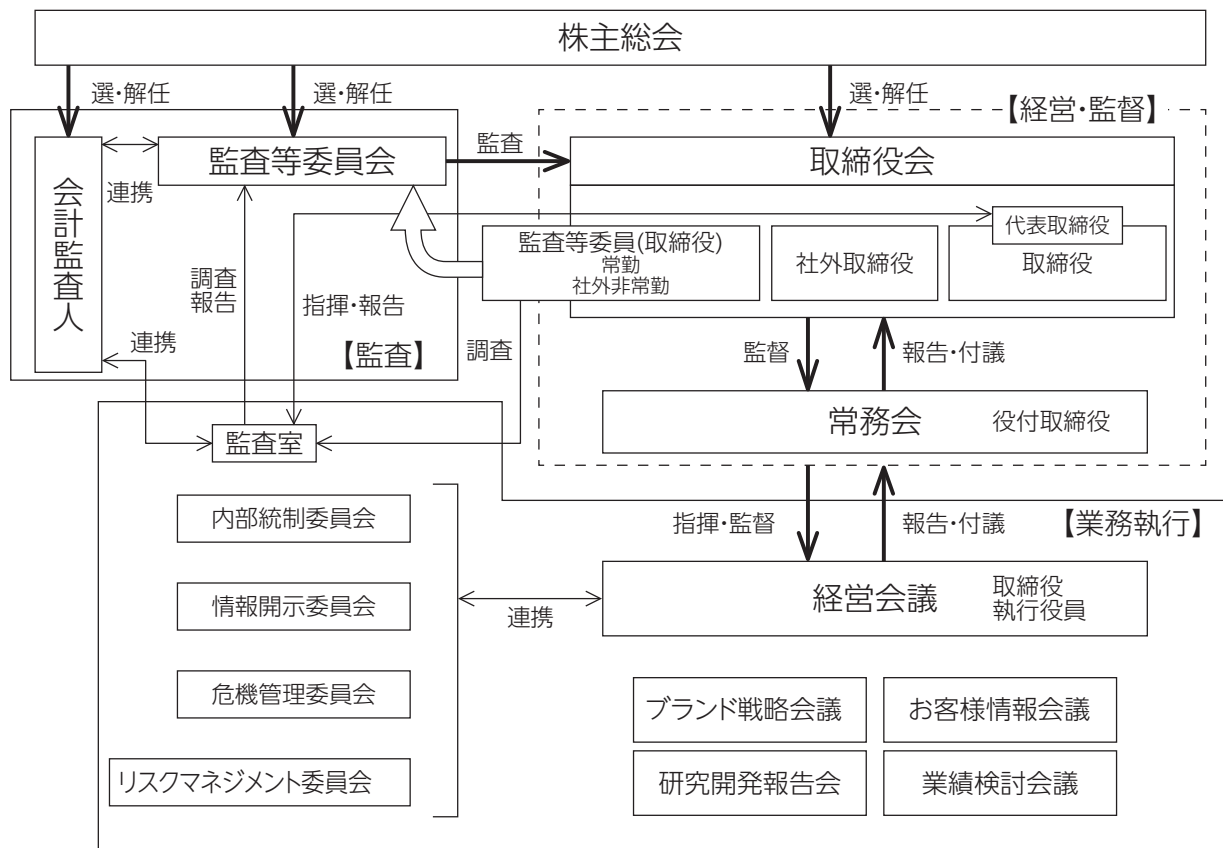 株主総会
選・解任
選・解任
選・解任
【経営・監督】
会計監査人
連携
監査等委員会
監査
取締役会
代表取締役
監査等委員(取締役)
常勤
社外非常勤
社外取締役
取締役
調査
報告
指揮・報告
連携
【監査】
調査
監督
報告・付議
常務会
役付取締役
監査室
内部統制委員会
指揮・監督
報告・付議
【業務執行】
情報開示委員会
連携
経営会議
取締役
執行役員
危機管理委員会
ブランド戦略会議
お客様情報会議
リスクマネジメント委員会
研究開発報告会
業績検討会議